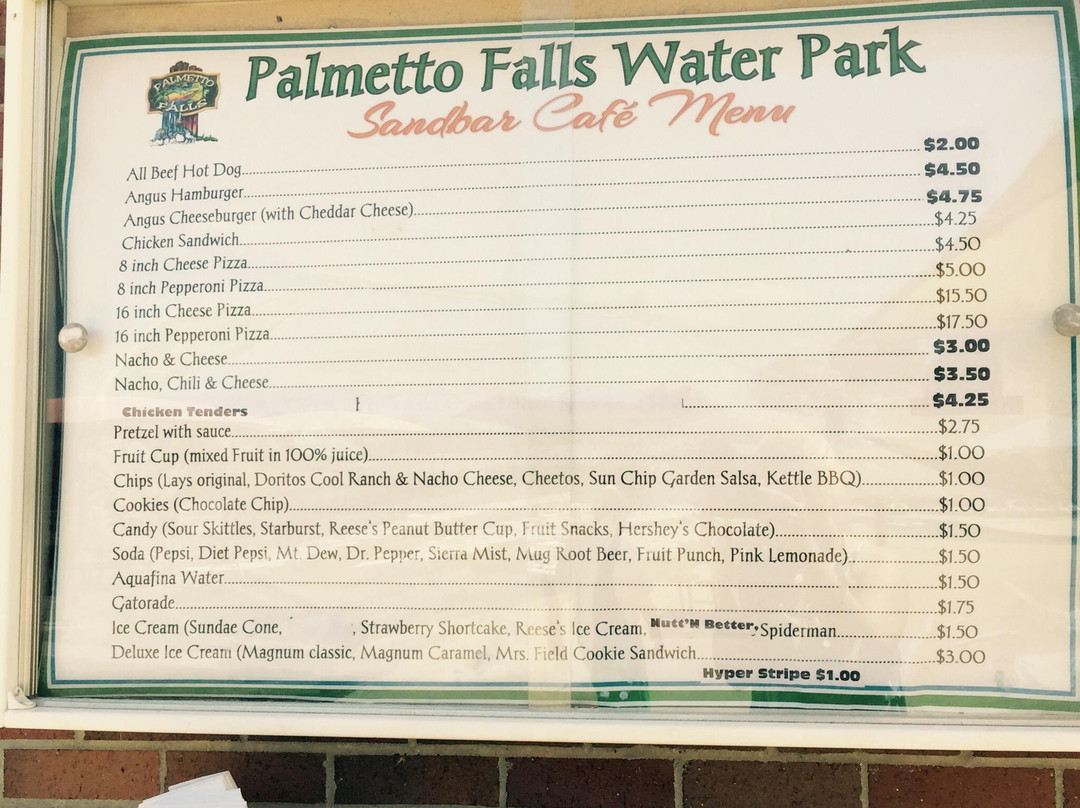 PALMETTO
FALLS
Palmetto Falls Water Park
Sandbar Café Menu
All Beef Hot Dog $2.00
Angus Hamburger $4.50
Angus Cheeseburger (with Cheddar Cheese) $4.75
Chicken Sandwich $4.25
8 inch Cheese Pizza $4.50
8 inch Pepperoni Pizza $5.00
16 inch Cheese Pizza $15.50
16 inch Pepperoni Pizza $17.50
Nacho & Cheese $3.00
Nacho, Chili & Cheese $3.50
Chicken Tenders $4.25
Pretzel with sauce $2.75
Fruit Cup (mixed Fruit in 100% juice) $1.00
Chips (Lays original, Doritos Cool Ranch & Nacho Cheese, Cheetos, Sun Chip Garden Salsa, Kettle BBQ) $1.00
Cookies (Chocolate Chip) $1.00
Candy (Sour Skittles, Starburst, Reese's Peanut Butter Cup, Fruit Snacks, Hershey's Chocolate) $1.50
Soda (Pepsi, Diet Pepsi, Mt. Dew, Dr. Pepper, Sierra Mist, Mug Root Beer, Fruit Punch, Pink Lemonade) $1.50
Aquafina Water $1.50
Gatorade $1.75
Ice Cream (Sundae Cone, , Strawberry Shortcake, Reese's Ice Cream, Nutt'N Better, Spiderman $1.50
Deluxe Ice Cream (Magnum classic, Magnum Caramel, Mrs. Field Cookie Sandwich $3.00
Hyper Stripe $1.00